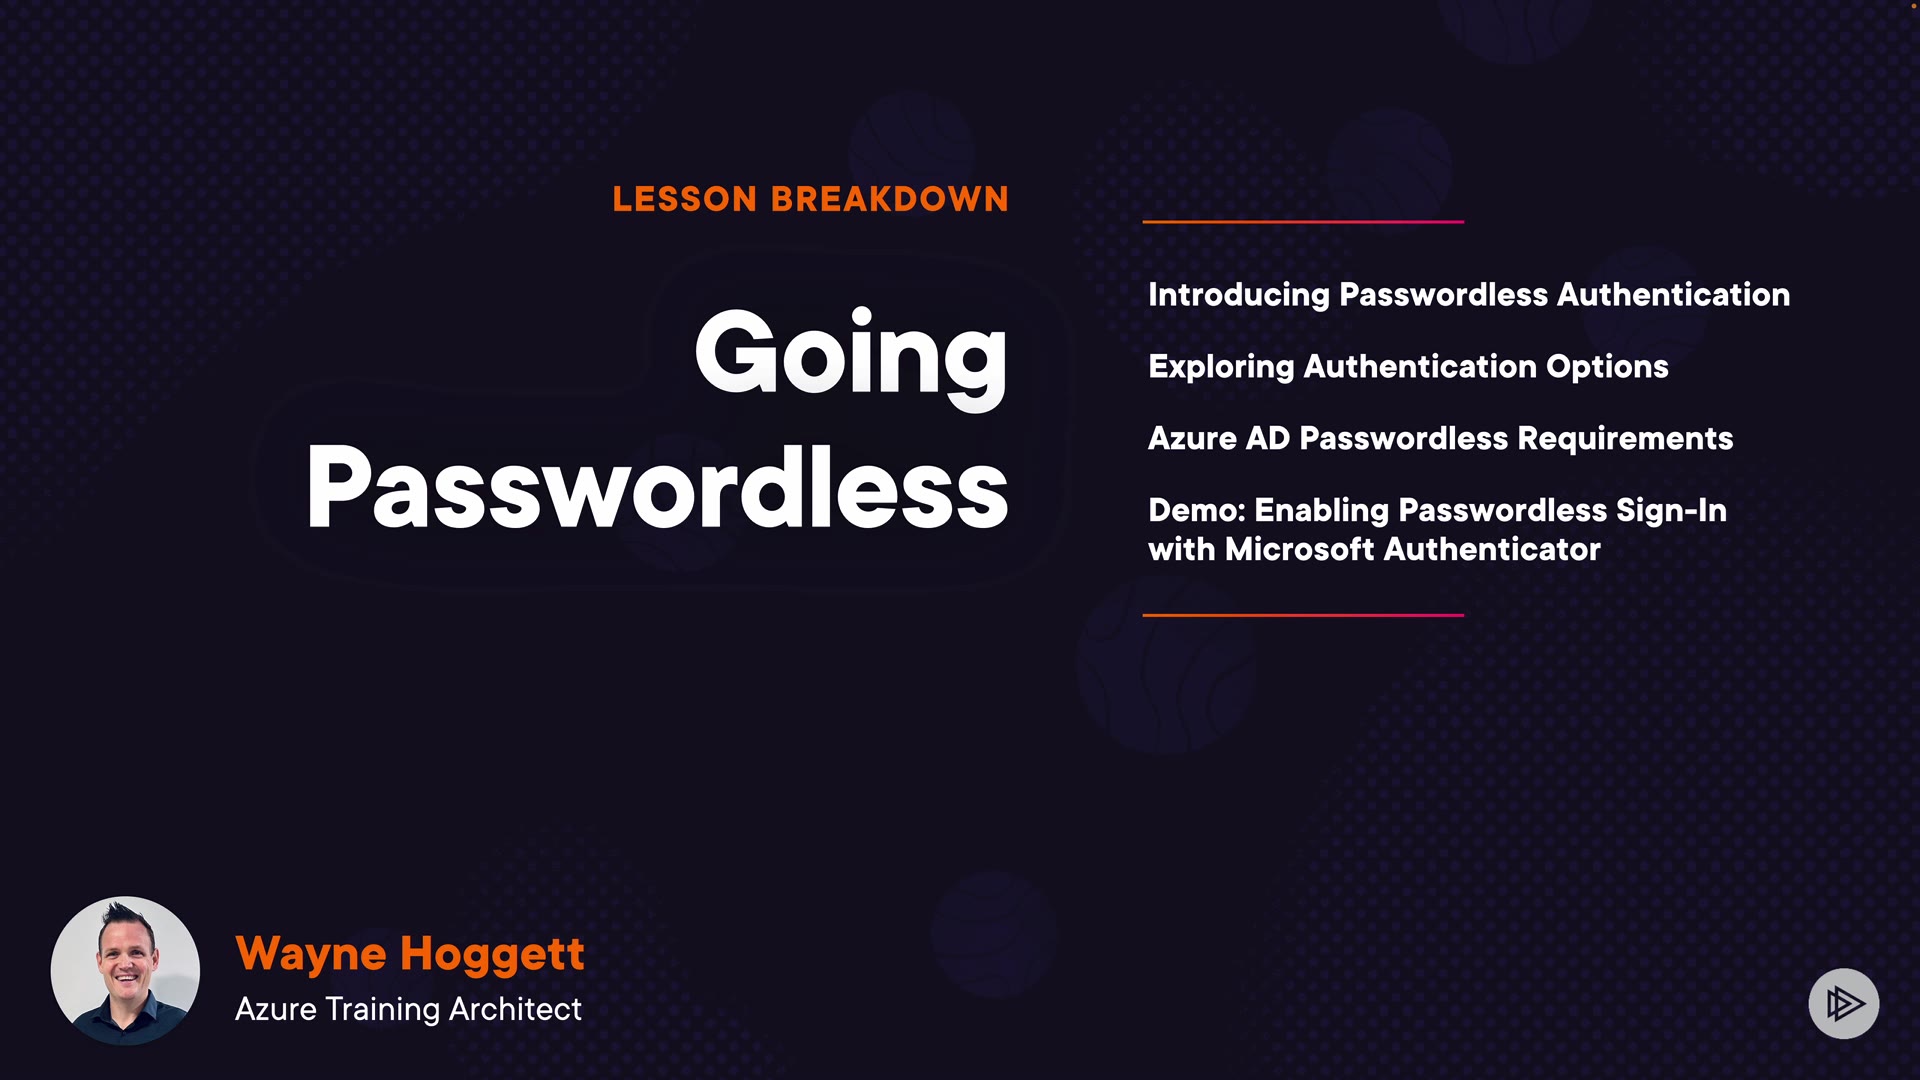 LESSON BREAKDOWN
Going
Passwordless
Introducing Passwordless Authentication
Exploring Authentication Options
Azure AD Passwordless Requirements
Demo: Enabling Passwordless Sign-In
with Microsoft Authenticator
Wayne Hoggett
Azure Training Architect